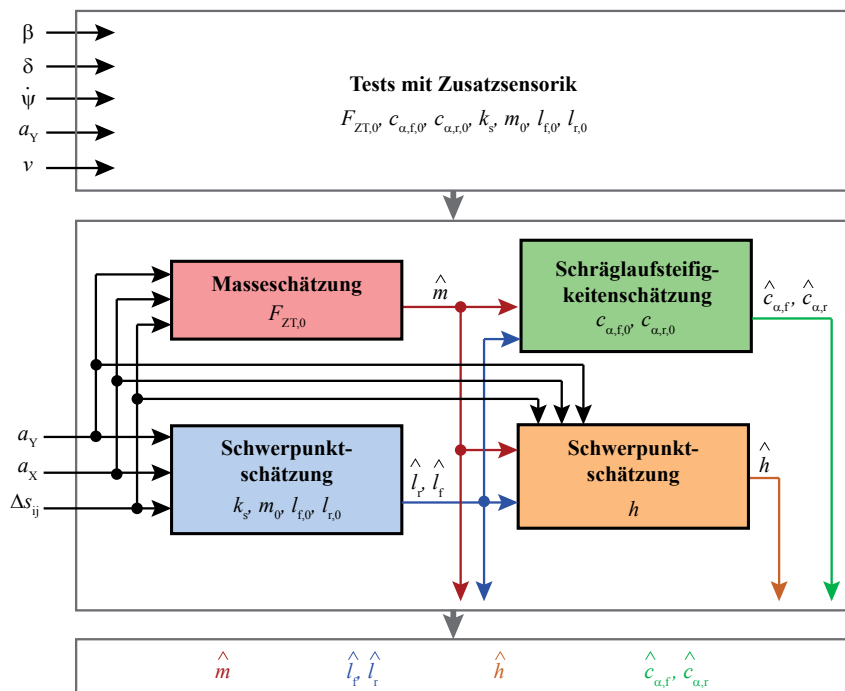 β
δ
ψ̇
a_Y
v
Tests mit Zusatzsensorik
F_ZT,0, c_α,f,0, c_α,r,0, k_s, m_0, l_f,0, l_r,0
Masseschätzung
F_ZT,0
m̂
Schräglaufsteifig-
keitenschätzung
c_α,f,0, c_α,r,0
ĉ_α,f, ĉ_α,r
a_Y
a_X
Δs_ij
Schwerpunkt-
schätzung
k_s, m_0, l_f,0, l_r,0
l̂_r, l̂_f
Schwerpunkt-
schätzung
h
ĥ
m̂
l̂_f, l̂_r
ĥ
ĉ_α,f, ĉ_α,r